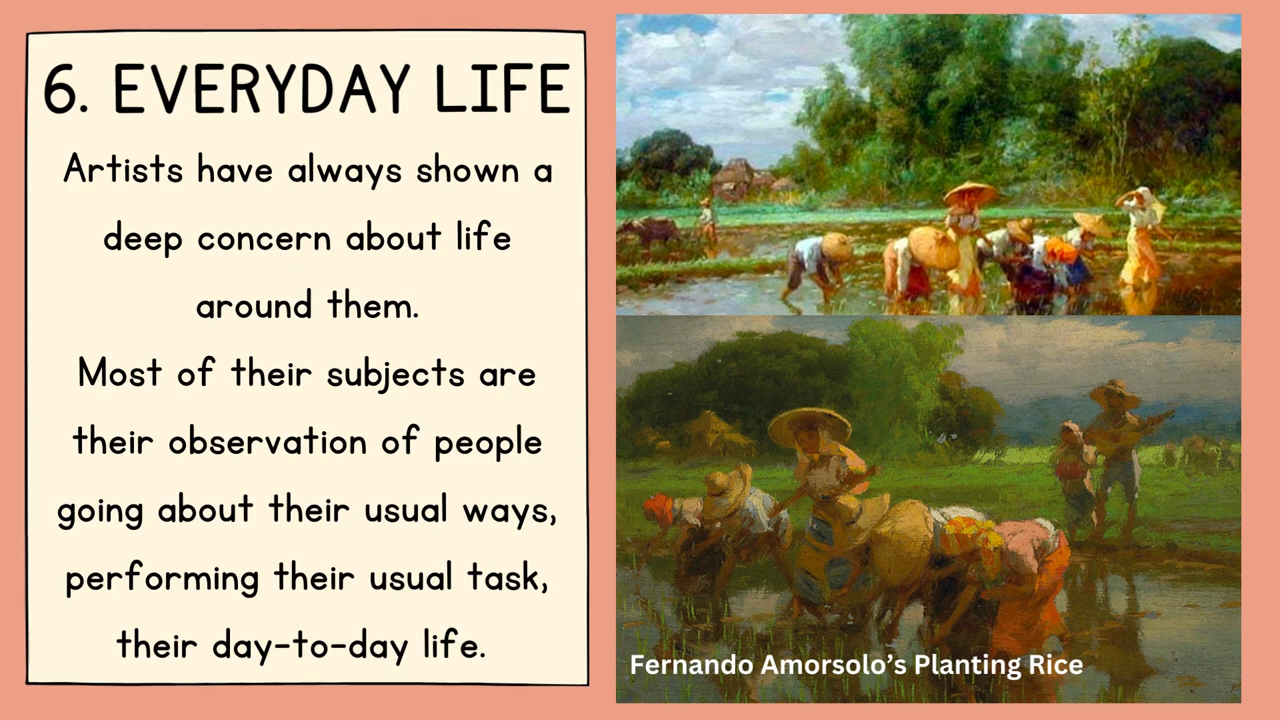 6. EVERYDAY LIFE
Artists have always shown a
deep concern about life
around them.
Most of their subjects are
their observation of people
going about their usual ways,
performing their usual task,
their day-to-day life.
Fernando Amorsolo’s Planting Rice